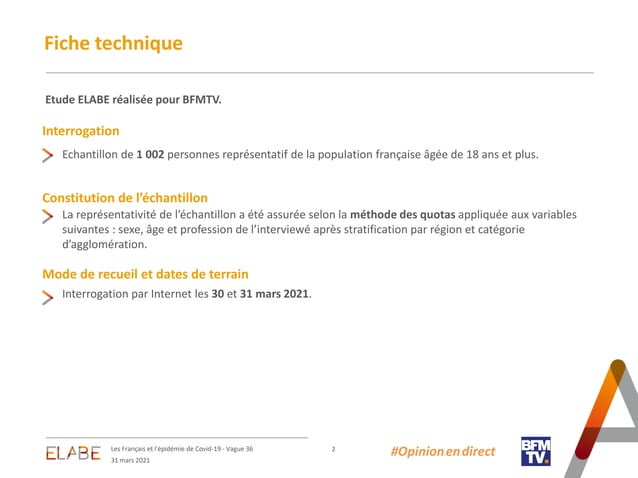 Fiche technique
Etude ELABE réalisée pour BFMTV.
Interrogation
Echantillon de 1 002 personnes représentatif de la population française âgée de 18 ans et plus.
Constitution de l’échantillon
La représentativité de l’échantillon a été assurée selon la méthode des quotas appliquée aux variables
suivantes : sexe, âge et profession de l’interviewé après stratification par région et catégorie
d’agglomération.
Mode de recueil et dates de terrain
Interrogation par Internet les 30 et 31 mars 2021.
ELABE
Les Français et l'épidémie de Covid-19 - Vague 36
31 mars 2021
2
#Opinionendirect
BFM
TV.